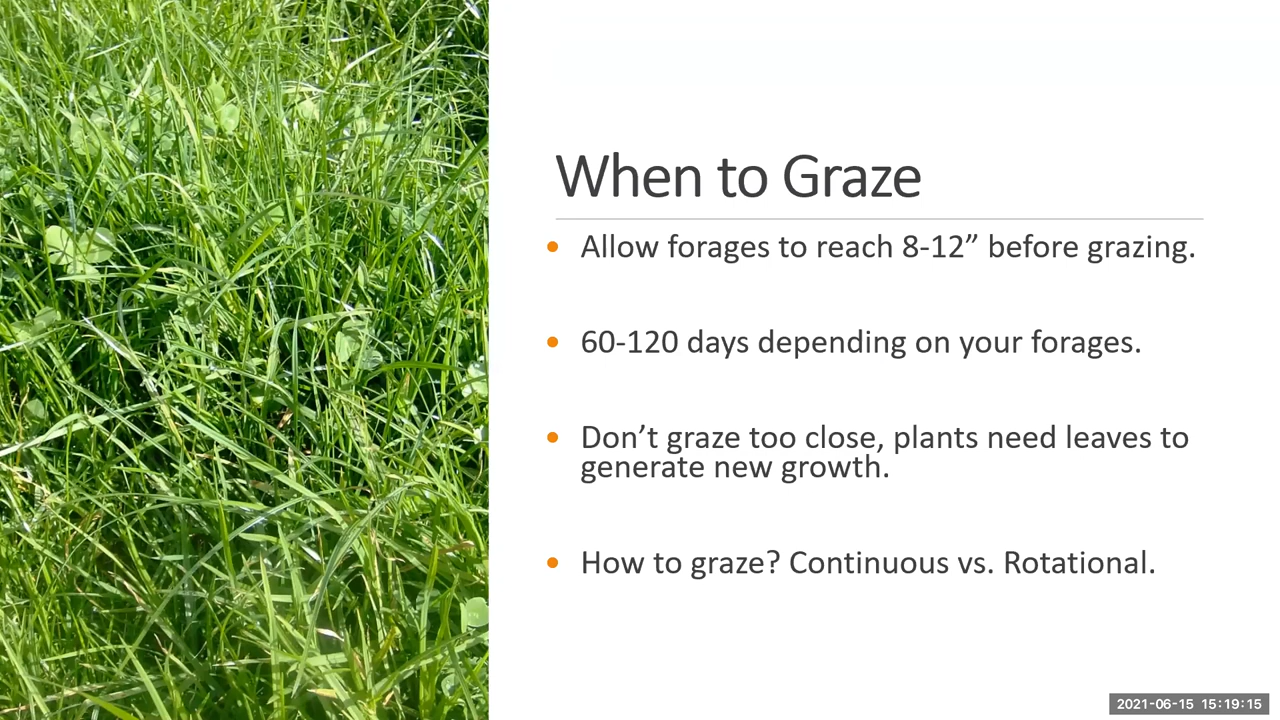 When to Graze
• Allow forages to reach 8-12” before grazing.
• 60-120 days depending on your forages.
• Don’t graze too close, plants need leaves to
generate new growth.
• How to graze? Continuous vs. Rotational.
2021-06-15 15:19:15